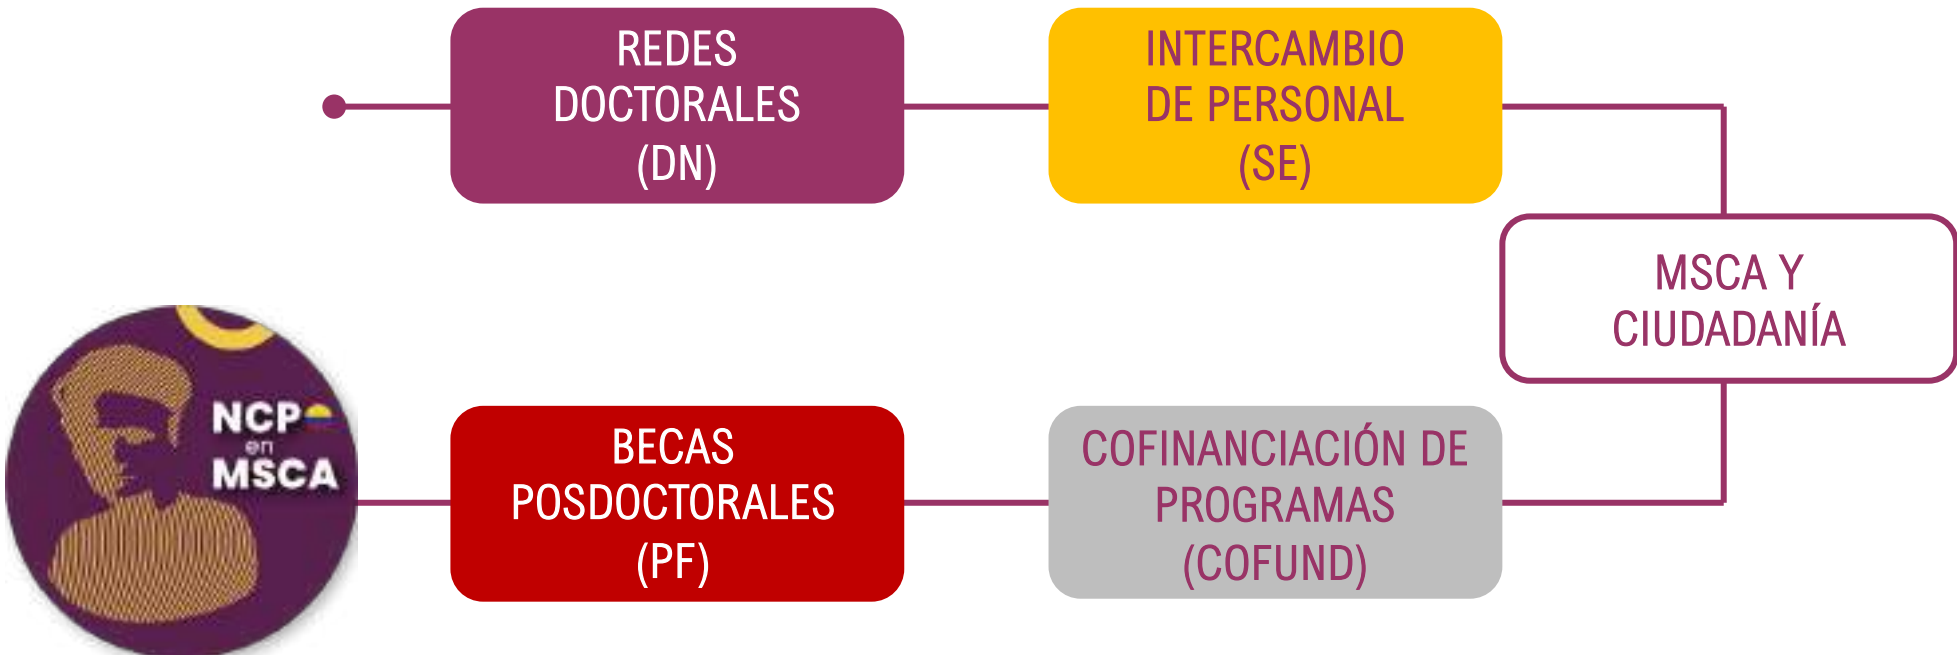 REDES
DOCTORALES
(DN)
INTERCAMBIO
DE PERSONAL
(SE)
MSCA Y
CIUDADANÍA
NCP
en
MSCA
BECAS
POSDOCTORALES
(PF)
COFINANCIACIÓN DE
PROGRAMAS
(COFUND)